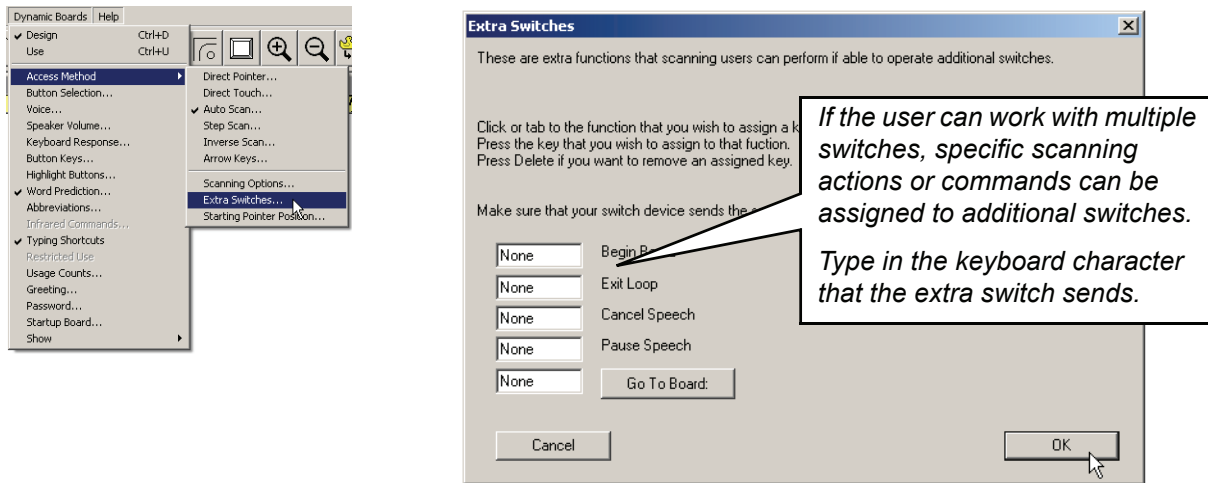 Dynamic Boards Help
Design Ctrl+D
Use Ctrl+U
Access Method
Button Selection...
Voice...
Speaker Volume...
Keyboard Response...
Button Keys...
Highlight Buttons...
Word Prediction...
Abbreviations...
Infrared Commands...
Typing Shortcuts
Restricted Use
Usage Counts...
Greeting...
Password...
Startup Board...
Show
Direct Pointer...
Direct Touch...
Auto Scan...
Step Scan...
Inverse Scan...
Arrow Keys...
Scanning Options...
Extra Switches...
Starting Pointer Position...
Extra Switches
These are extra functions that scanning users can perform if able to operate additional switches.
Click or tab to the function that you wish to assign a
Press the key that you wish to assign to that fuction.
Press Delete if you want to remove an assigned key.
Make sure that your switch device sends the
None Begin
None Exit Loop
None Cancel Speech
None Pause Speech
None Go To Board:
Cancel OK
If the user can work with multiple
switches, specific scanning
actions or commands can be
assigned to additional switches.
Type in the keyboard character
that the extra switch sends.